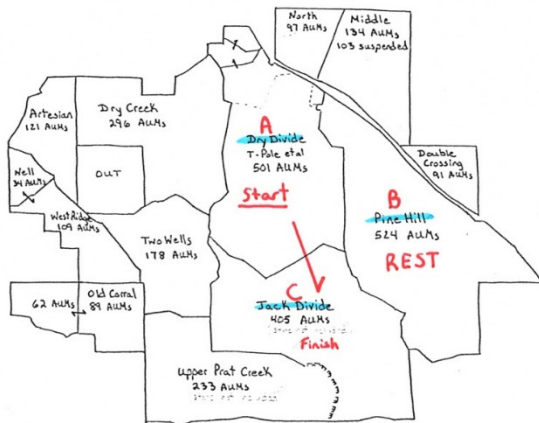 North
97 AUMs
Middle
134 AUMs
103 suspended
Artesian
121 AUMs
Dry Creek
296 AUMs
A
Dry Divide
T-Pole etal
501 AUMs
Start
Double
Crossing
91 AUMs
Well
34 AUMs
OUT
B
Pine Hill
524 AUMs
REST
West Ridge
109 AUMs
Two Wells
178 AUMs
C
Jack Divide
405 AUMs
Finish
62 AUMs
Old Corral
89 AUMs
Upper Prat Creek
233 AUMs